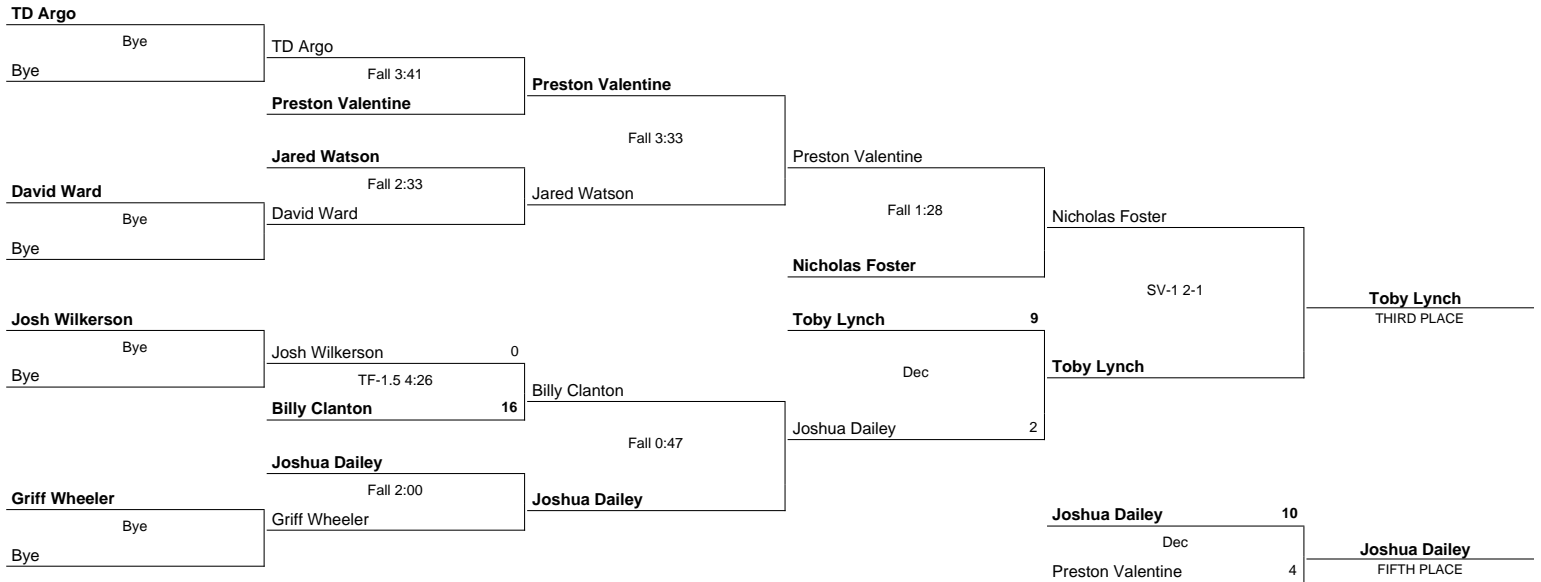 TD Argo
Bye
Bye
David Ward
Bye
Bye
Josh Wilkerson
Bye
Bye
Griff Wheeler
Bye
Bye
TD Argo
Fall 3:41
Preston Valentine
Jared Watson
Fall 2:33
David Ward
Josh Wilkerson 0
TF-1.5 4:26
Billy Clanton 16
Joshua Dailey
Fall 2:00
Griff Wheeler
Preston Valentine
Fall 3:33
Jared Watson
Billy Clanton
Fall 0:47
Joshua Dailey
Preston Valentine
Fall 1:28
Nicholas Foster
Toby Lynch 9
Dec
Joshua Dailey 2
Nicholas Foster
SV-1 2-1
Toby Lynch
Toby Lynch
THIRD PLACE
Joshua Dailey 10
Dec
Preston Valentine 4
Joshua Dailey
FIFTH PLACE